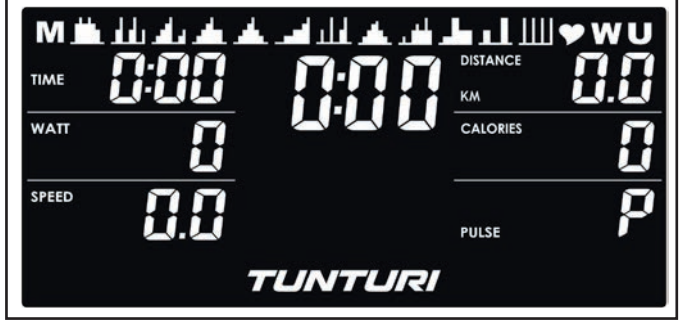 M WU
TIME 0:00 0:00 DISTANCE KM 0.0
WATT 0 CALORIES 0
SPEED 0.0 PULSE P
TUNTURI